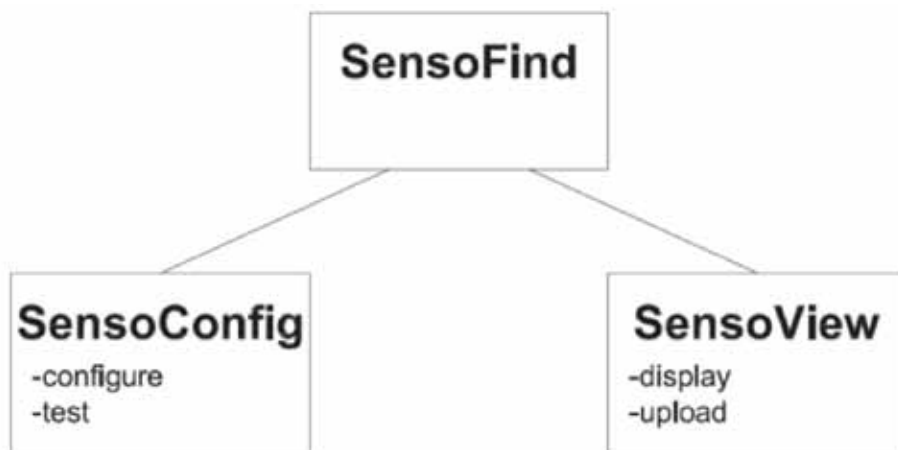 SensoFind
SensoConfig
-configure
-test
SensoView
-display
-upload